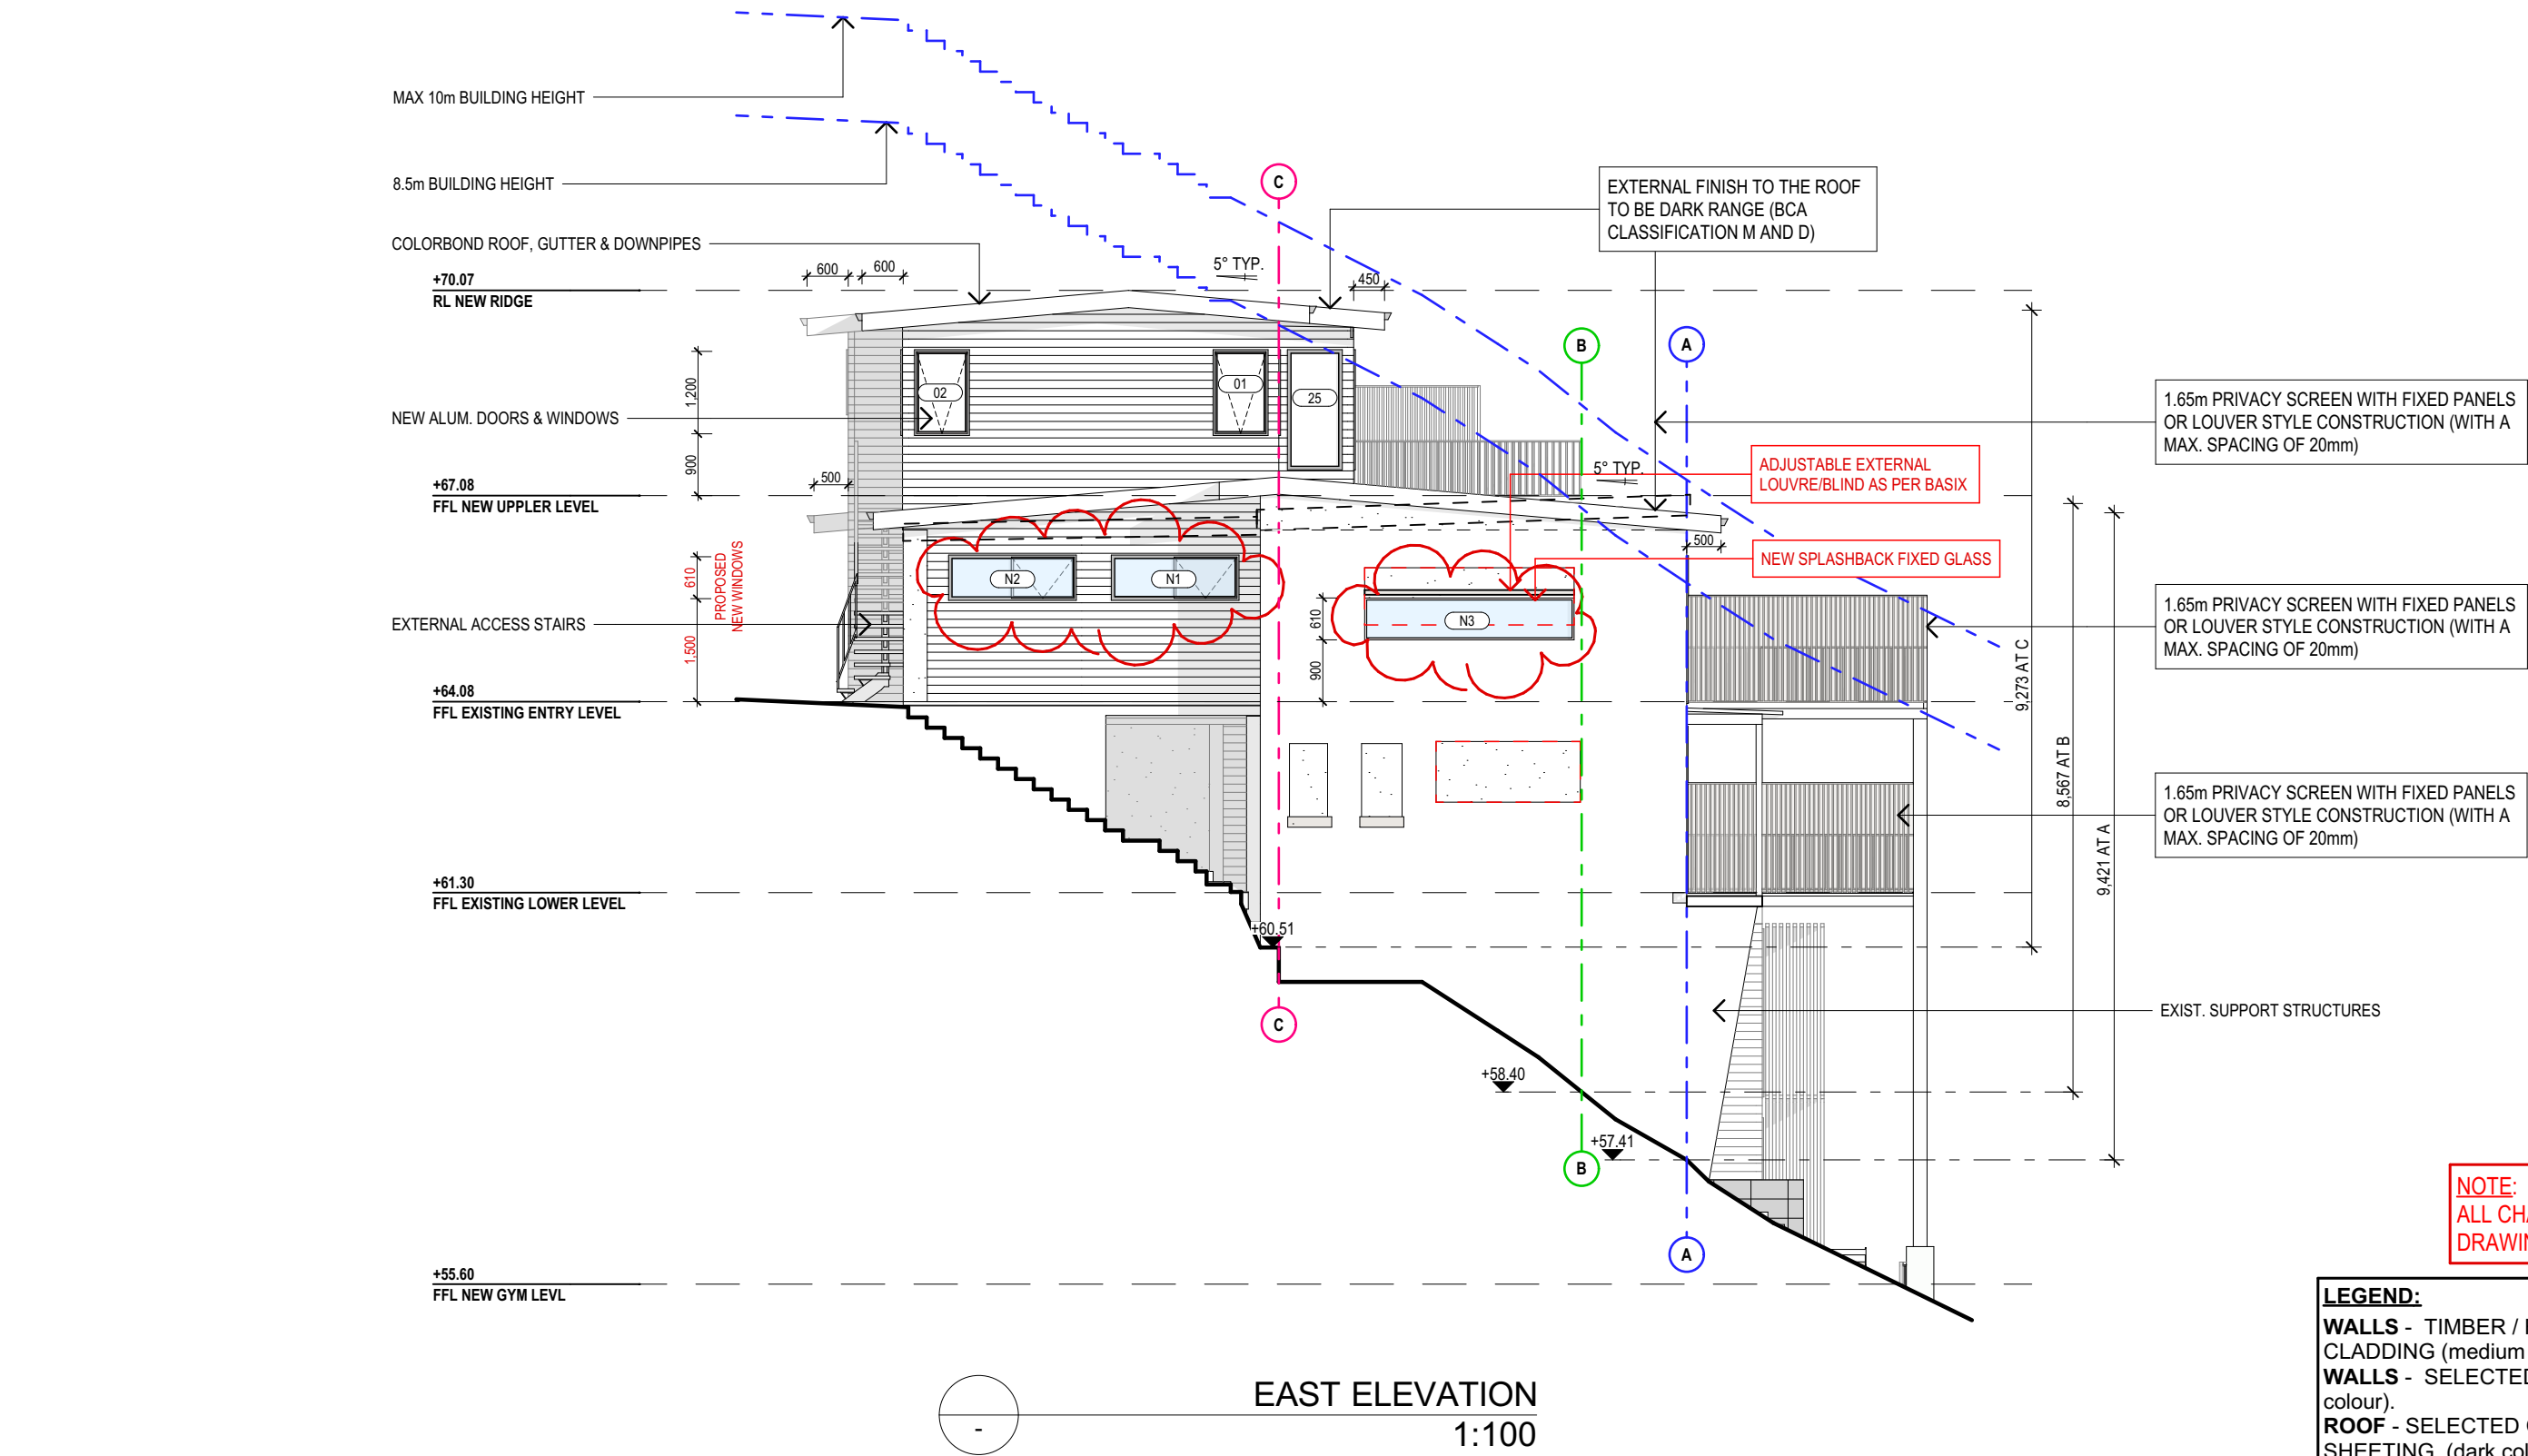 MAX 10m BUILDING HEIGHT
8.5m BUILDING HEIGHT
COLORBOND ROOF, GUTTER & DOWNPIPES
+70.07
RL NEW RIDGE
NEW ALUM. DOORS & WINDOWS
+67.08
FFL NEW UPPLER LEVEL
EXTERNAL ACCESS STAIRS
+64.08
FFL EXISTING ENTRY LEVEL
+61.30
FFL EXISTING LOWER LEVEL
+55.60
FFL NEW GYM LEVL
600
600
5° TYP.
450
C
EXTERNAL FINISH TO THE ROOF
TO BE DARK RANGE (BCA
CLASSIFICATION M AND D)
B
A
1,200
900
500
02
01
25
5° TYP.
ADJUSTABLE EXTERNAL
LOUVRE/BLIND AS PER BASIX
500
NEW SPLASHBACK FIXED GLASS
610
1,500
PROPOSED
NEW WINDOWS
N2
N1
610
900
N3
1.65m PRIVACY SCREEN WITH FIXED PANELS
OR LOUVER STYLE CONSTRUCTION (WITH A
MAX. SPACING OF 20mm)
1.65m PRIVACY SCREEN WITH FIXED PANELS
OR LOUVER STYLE CONSTRUCTION (WITH A
MAX. SPACING OF 20mm)
1.65m PRIVACY SCREEN WITH FIXED PANELS
OR LOUVER STYLE CONSTRUCTION (WITH A
MAX. SPACING OF 20mm)
9,273 AT C
8,567 AT B
9,421 AT A
+60.51
C
EXIST. SUPPORT STRUCTURES
+58.40
+57.41
B
A
NOTE:
ALL CHA
DRAWIN
LEGEND:
WALLS - TIMBER /
CLADDING (medium
WALLS - SELECTED
colour).
ROOF - SELECTED
SHEETING (dark col
EAST ELEVATION
1:100
-